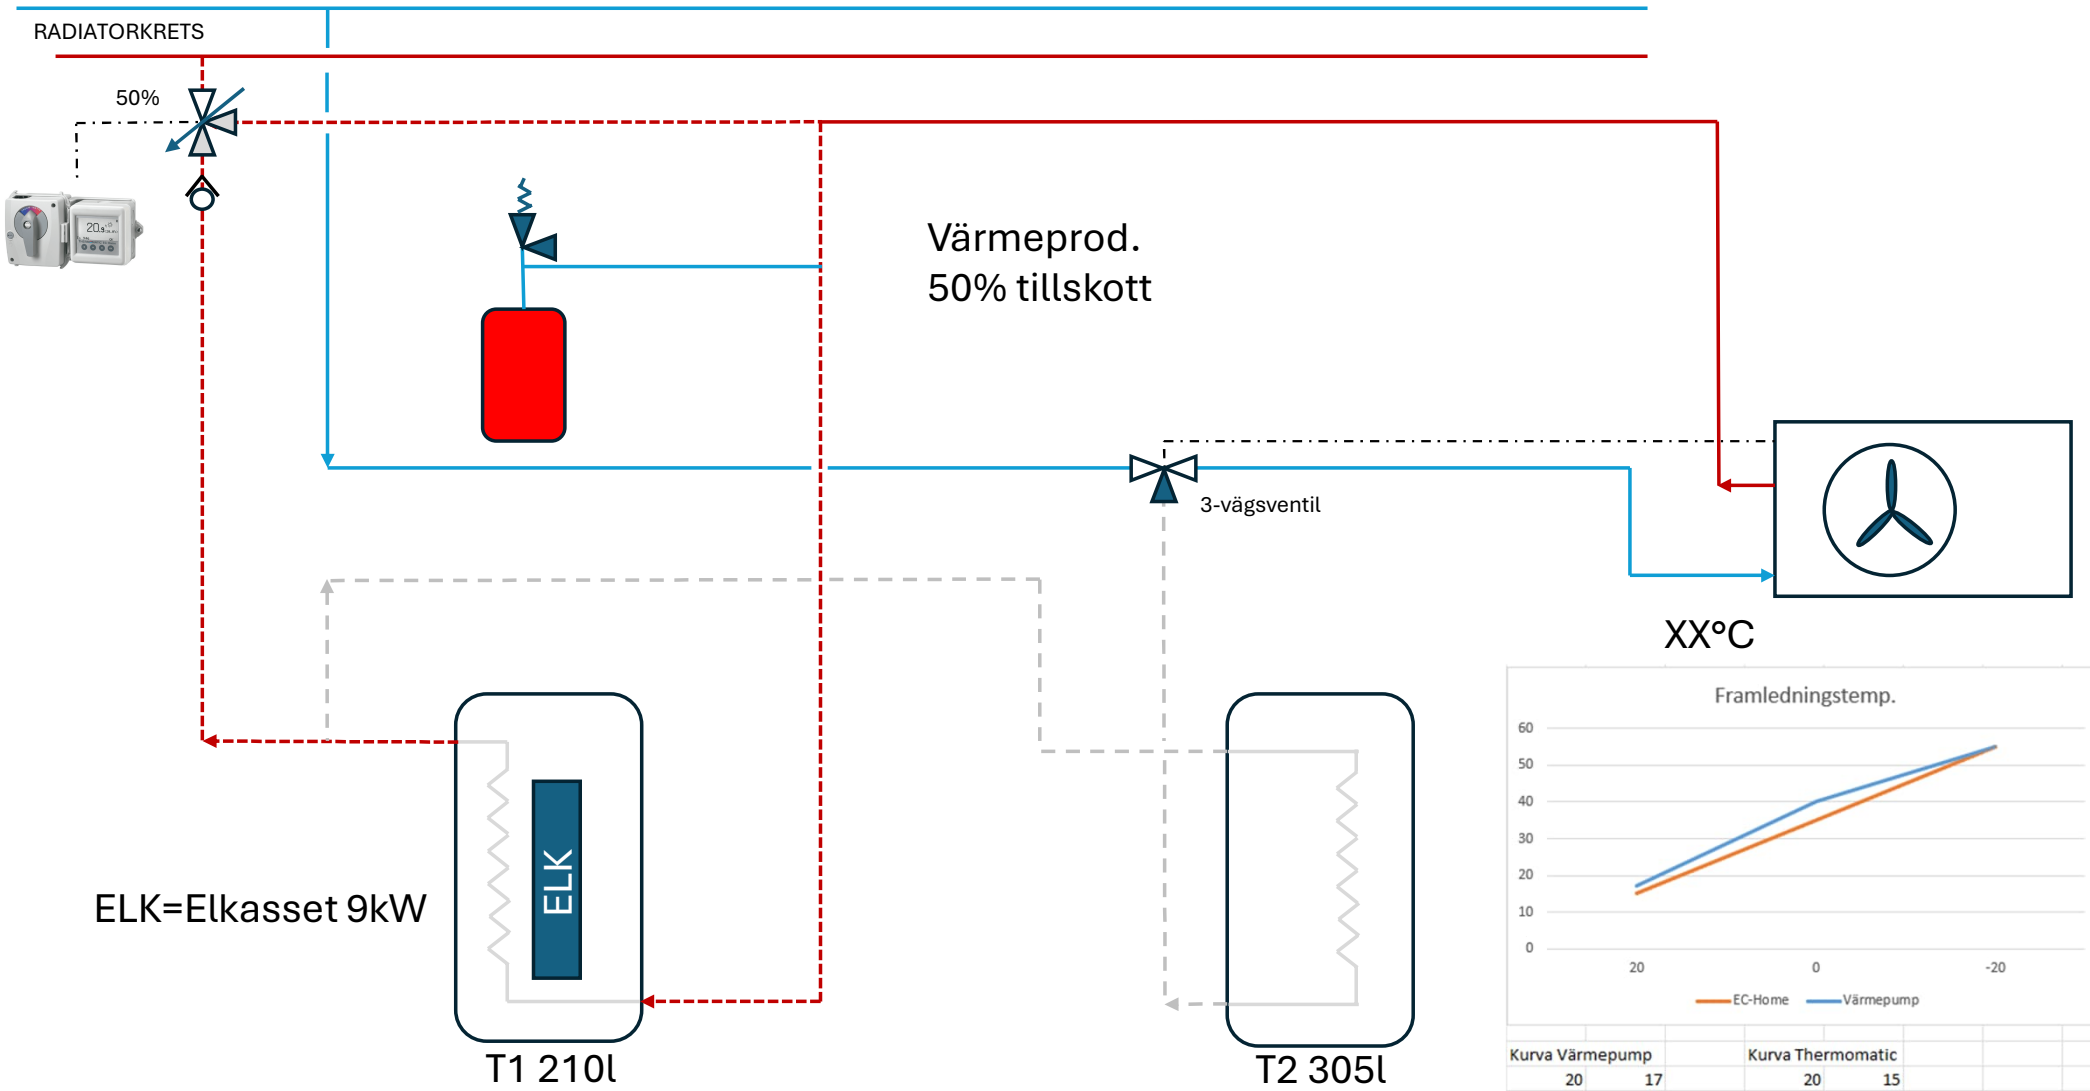 RADIATORKRETS
50%
20.5
Värmeprod.
50% tillskott
3-vägsventil
XX°C
Framledningstemp.
60
50
40
30
20
10
0
20 0 -20
EC-Home Värmepump
ELK
ELK=Elkasset 9kW
T1 210l
T2 305l
Kurva Värmepump Kurva Thermomatic
20 17 20 15